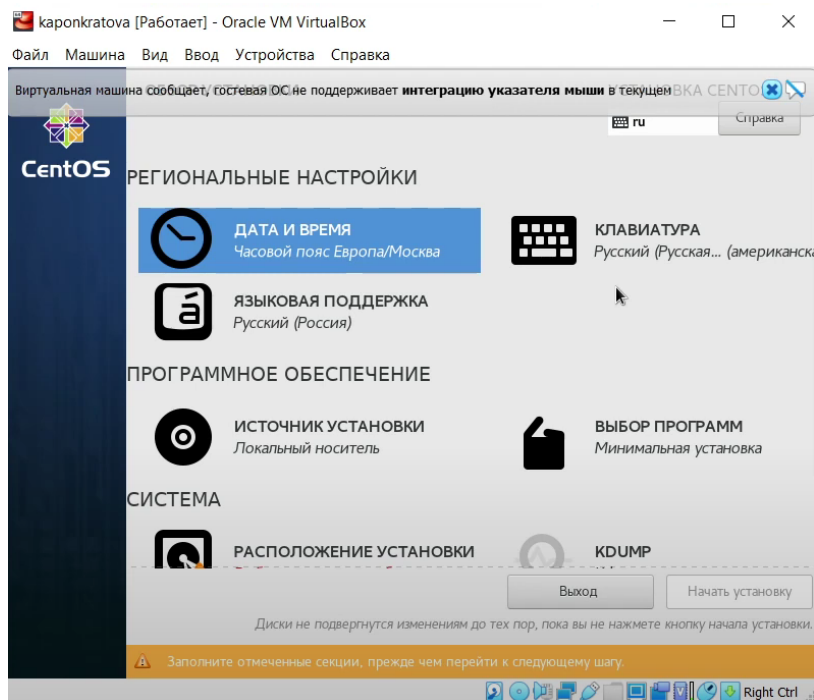 kaponkratova [Работает] - Oracle VM VirtualBox
Файл Машина Вид Ввод Устройства Справка
Виртуальная машина сообщает, гостевая ОС не поддерживает интеграцию указателя мыши в текущем
ru
Справка
CentOS
РЕГИОНАЛЬНЫЕ НАСТРОЙКИ
ДАТА И ВРЕМЯ
Часовой пояс Европа/Москва
КЛАВИАТУРА
Русский (Русская... (американска
ЯЗЫКОВАЯ ПОДДЕРЖКА
Русский (Россия)
ПРОГРАММНОЕ ОБЕСПЕЧЕНИЕ
ИСТОЧНИК УСТАНОВКИ
Локальный носитель
ВЫБОР ПРОГРАММ
Минимальная установка
СИСТЕМА
РАСПОЛОЖЕНИЕ УСТАНОВКИ
KDUMP
Выход
Начать установку
Диски не подвергнутся изменениям до тех пор, пока вы не нажмете кнопку начала установки.
Заполните отмеченные секции, прежде чем перейти к следующему шагу.
Right Ctrl